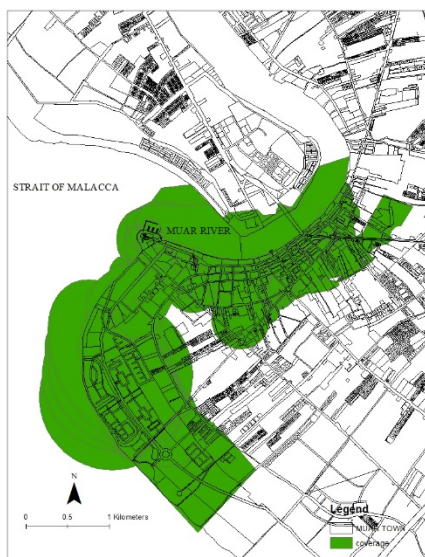 STRAIT OF MALACCA
MUAR RIVER
N
0 0.5 1 Kilometers
Legend
MUAR TOWN
coverage